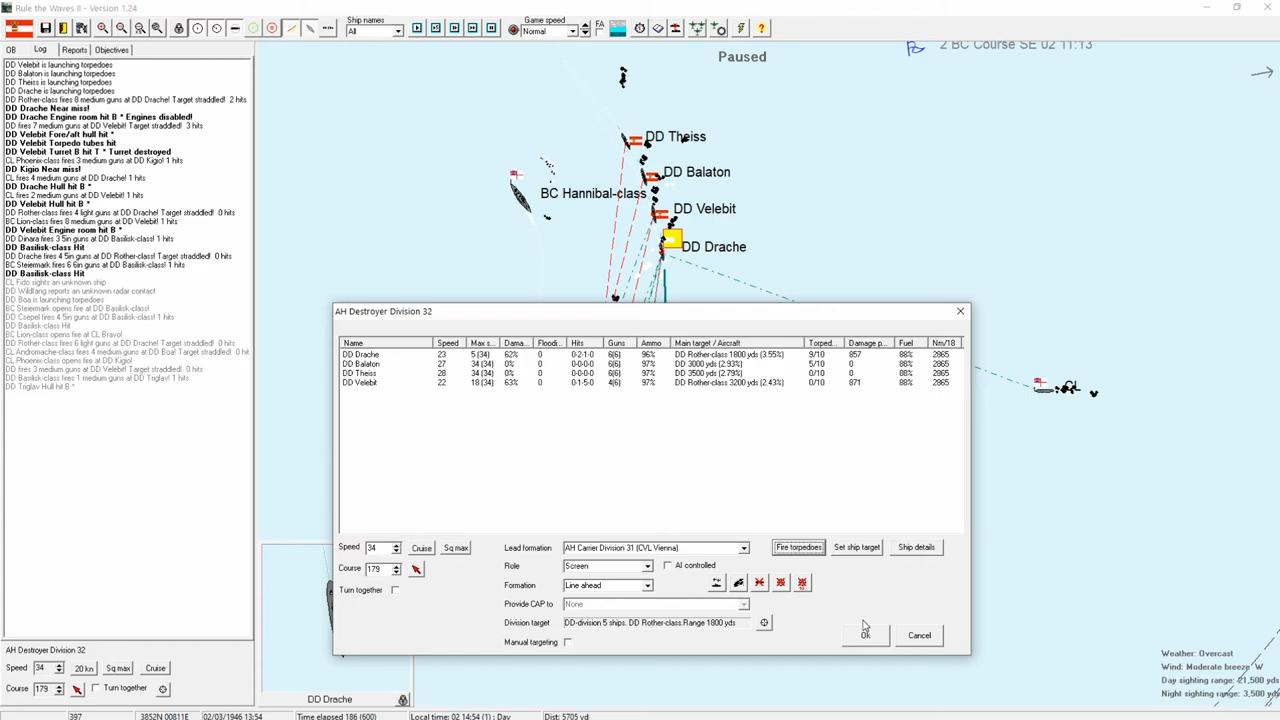 Rule the Waves II - Version 1.24
Ship names
All
Game speed
Normal
FA
OB
Log
Reports
Objectives
2 BC Course SE 02 11:13
Paused
DD Velebit is launching torpedoes
DD Balaton is launching torpedoes
DD Theiss is launching torpedoes
DD Drache is launching torpedoes
DD Rother-class fires 8 medium guns at DD Drache! Target straddled!  2 hits
DD Drache Near miss!
DD Drache Engine room hit B * Engines disabled!
DD fires 7 medium guns at DD Velebit! Target straddled!  3 hits
DD Velebit Fore/aft hull hit *
DD Velebit Torpedo tubes hit
DD Velebit Turret B hit T * Turret destroyed
CL Phoenix-class fires 3 medium guns at DD Kigio! 1 hits
DD Kigio Near miss!
CL fires 4 medium guns at DD Drache! 1 hits
DD Drache Hull hit B *
CL fires 2 medium guns at DD Velebit! 1 hits
DD Velebit Hull hit B *
DD Rother-class fires 4 light guns at DD Drache! Target straddled!  0 hits
BC Lion-class fires 8 medium guns at DD Velebit! 1 hits
DD Velebit Engine room hit B *
DD Dinara fires 3 5in guns at DD Basilisk-class! 1 hits
DD Basilisk-class Hit
DD Drache fires 2 4.5in guns at DD Rother-class! Target straddled!  0 hits
BC Steiermark fires 6 6in guns at DD Basilisk-class! 1 hits
DD Basilisk-class Hit
CL Fido sights an unknown ship
DD Wildfang reports an unknown radar contact
DD Boa is launching torpedoes
BC Steiermark opens fire at DD Basilisk-class!
DD Csepel fires 4 4.5in guns at DD Basilisk-class! 1 hits
DD Basilisk-class Hit
BC Lion-class opens fire at CL Bravo!
DD Rother-class fires 6 light guns at DD Drache! Target straddled!  0 hits
CL Andromache-class fires 4 medium guns at DD Boa! Target straddled!  0 hit
CL Phoenix-class opens fire at DD Kigio!
DD fires 3 medium guns at DD Velebit! Target straddled!  0 hits
DD Basilisk-class fires 1 medium guns at DD Triglav! 1 hits
DD Triglav Hull hit B *
DD Theiss
DD Balaton
BC Hannibal-class
DD Velebit
DD Drache
CL
AH Destroyer Division 32
Name Speed Max s... Dama... Floodi... Hits Guns Ammo Main target / Aircraft Torped... Damage p... Fuel Nm/18
DD Drache 23 5 (34) 62% 0 0-2-1-0 6(6) 96% DD Rother-class 1800 yds (3.55%) 9/10 857 88% 2865
DD Balaton 27 34 (34) 0% 0 0-0-0-0 6(6) 97% DD 3000 yds (2.93%) 5/10 0 88% 2865
DD Theiss 28 34 (34) 0% 0 0-0-0-0 6(6) 97% DD 3500 yds (2.79%) 0/10 0 88% 2865
DD Velebit 22 18 (34) 63% 0 0-1-5-0 4(6) 97% DD Rother-class 3200 yds (2.43%) 0/10 871 88% 2865
Speed 34 Cruise Sq max
Course 179
Turn together
Lead formation AH Carrier Division 31 (CVL Vienna)
Role Screen AI controlled
Formation Line ahead
Provide CAP to None
Division target DD-division 5 ships. DD Rother-class.Range 1800 yds
Manual targeting
Fire torpedoes Set ship target Ship details
Ok Cancel
AH Destroyer Division 32
Speed 34 20 kn Sq max Cruise
Course 179 Turn together
DD Drache
Weather: Overcast
Wind: Moderate breeze  W
Day sighting range: 21,500 yds
Night sighting range: 3,500 yds
397 3852N 00811E 02/03/1946 13:54 Time elapsed 186 (600) Local time: 02 14:54 (1) : Day Dist: 5705 yd